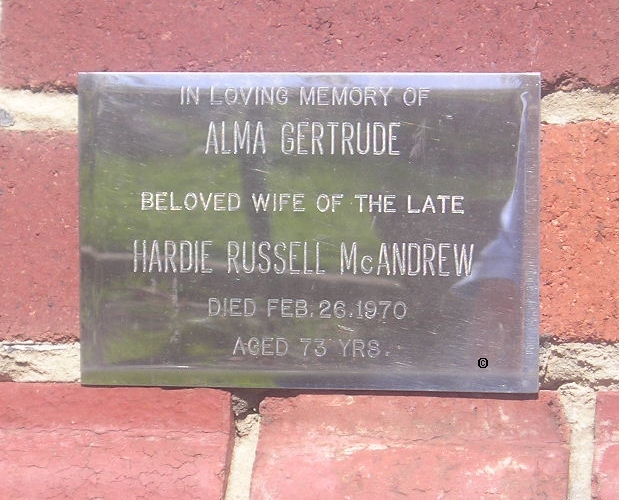 IN LOVING MEMORY OF
ALMA GERTRUDE
BELOVED WIFE OF THE LATE
HARDIE RUSSELL McANDREW
DIED FEB. 26. 1970
AGED 73 YRS.
©